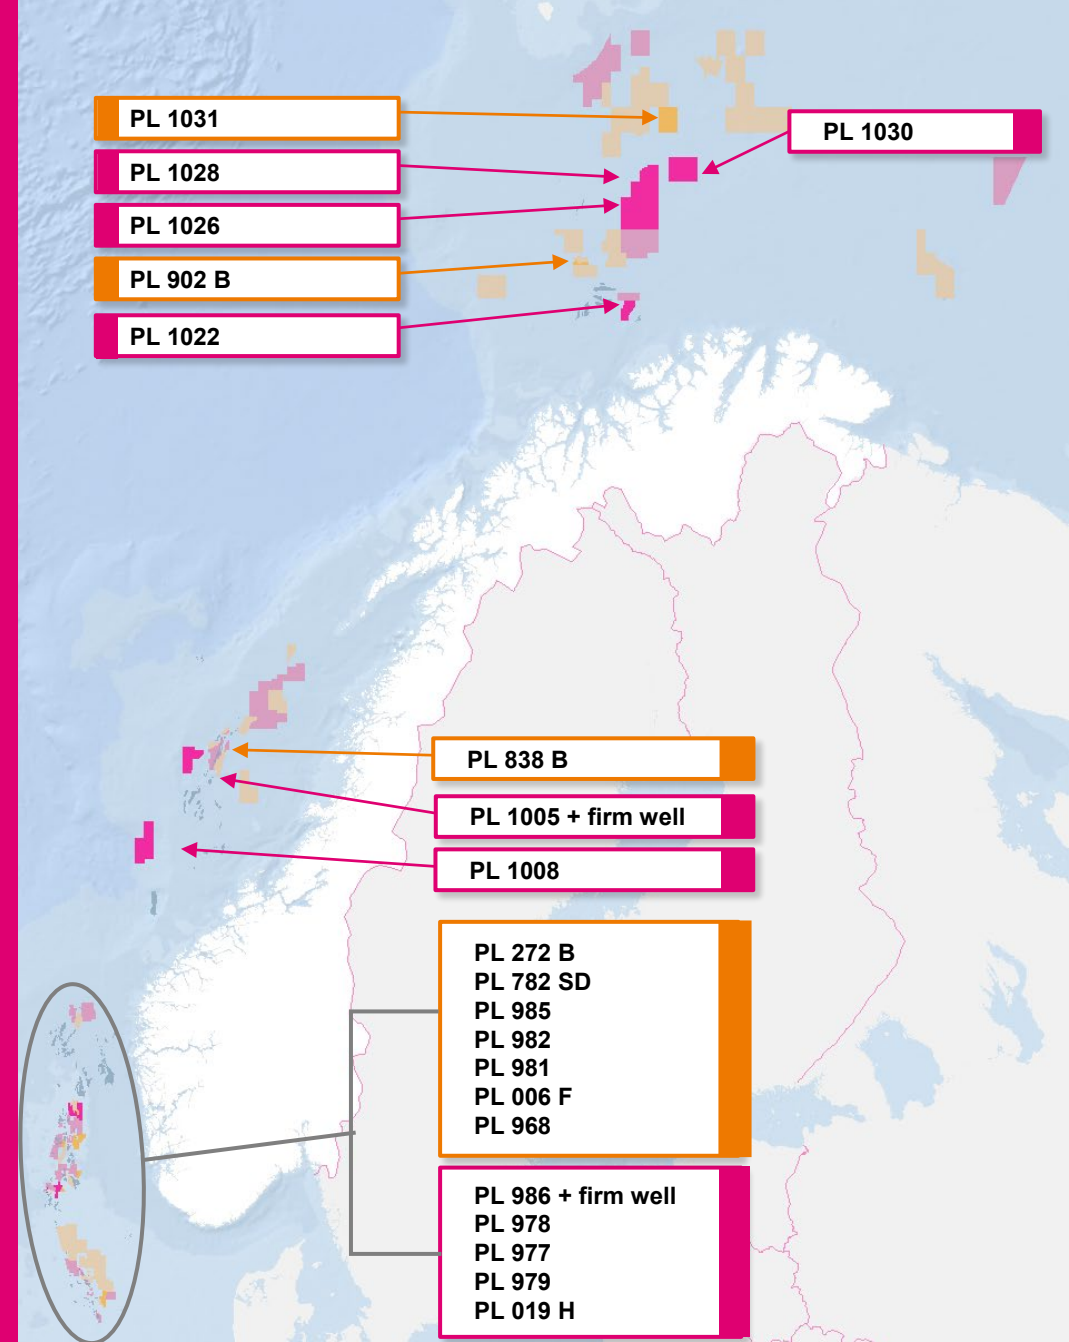 PL 1031
PL 1030
PL 1028
PL 1026
PL 902 B
PL 1022
PL 838 B
PL 1005 + firm well
PL 1008
PL 272 B
PL 782 SD
PL 985
PL 982
PL 981
PL 006 F
PL 968
PL 986 + firm well
PL 978
PL 977
PL 979
PL 019 H